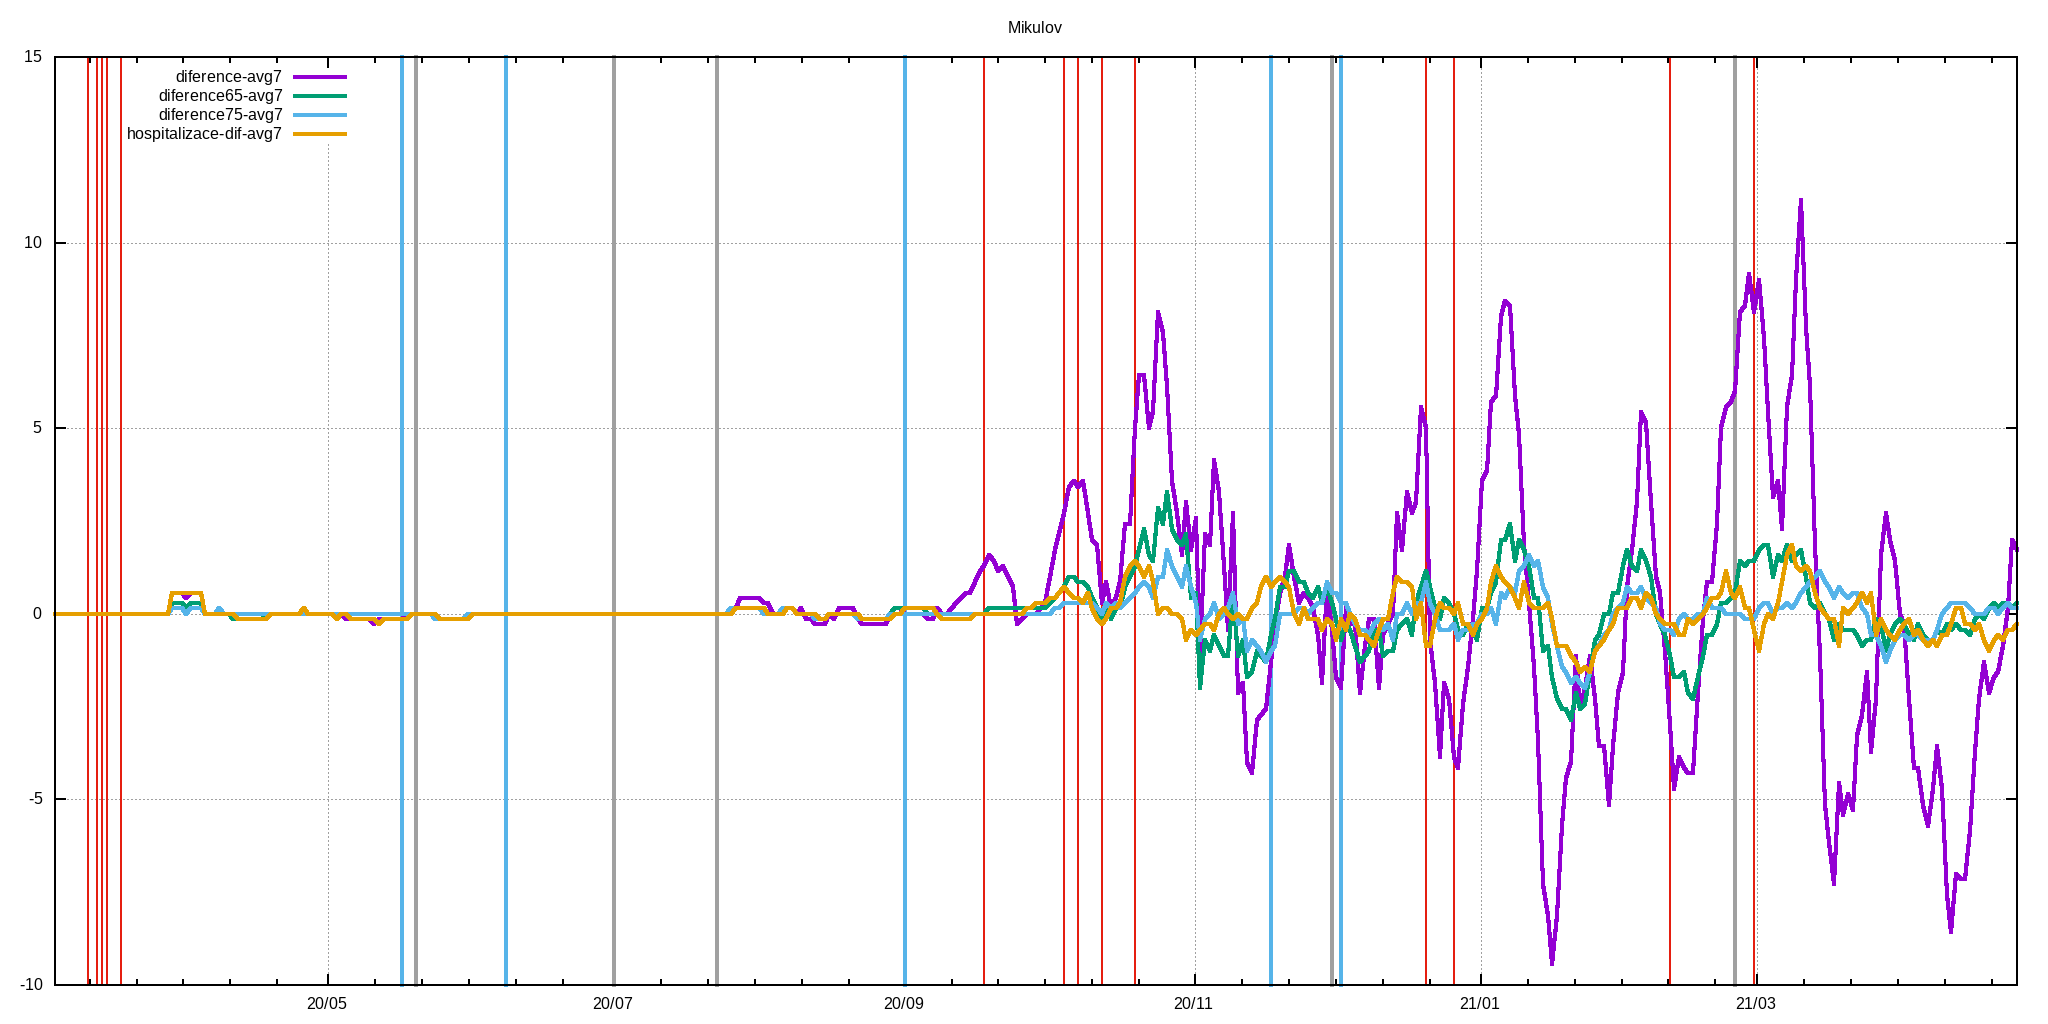 Mikulov
15
diference-avg7
diference65-avg7
diference75-avg7
hospitalizace-dif-avg7
10
5
0
-5
-10
20/05 20/07 20/09 20/11 21/01 21/03